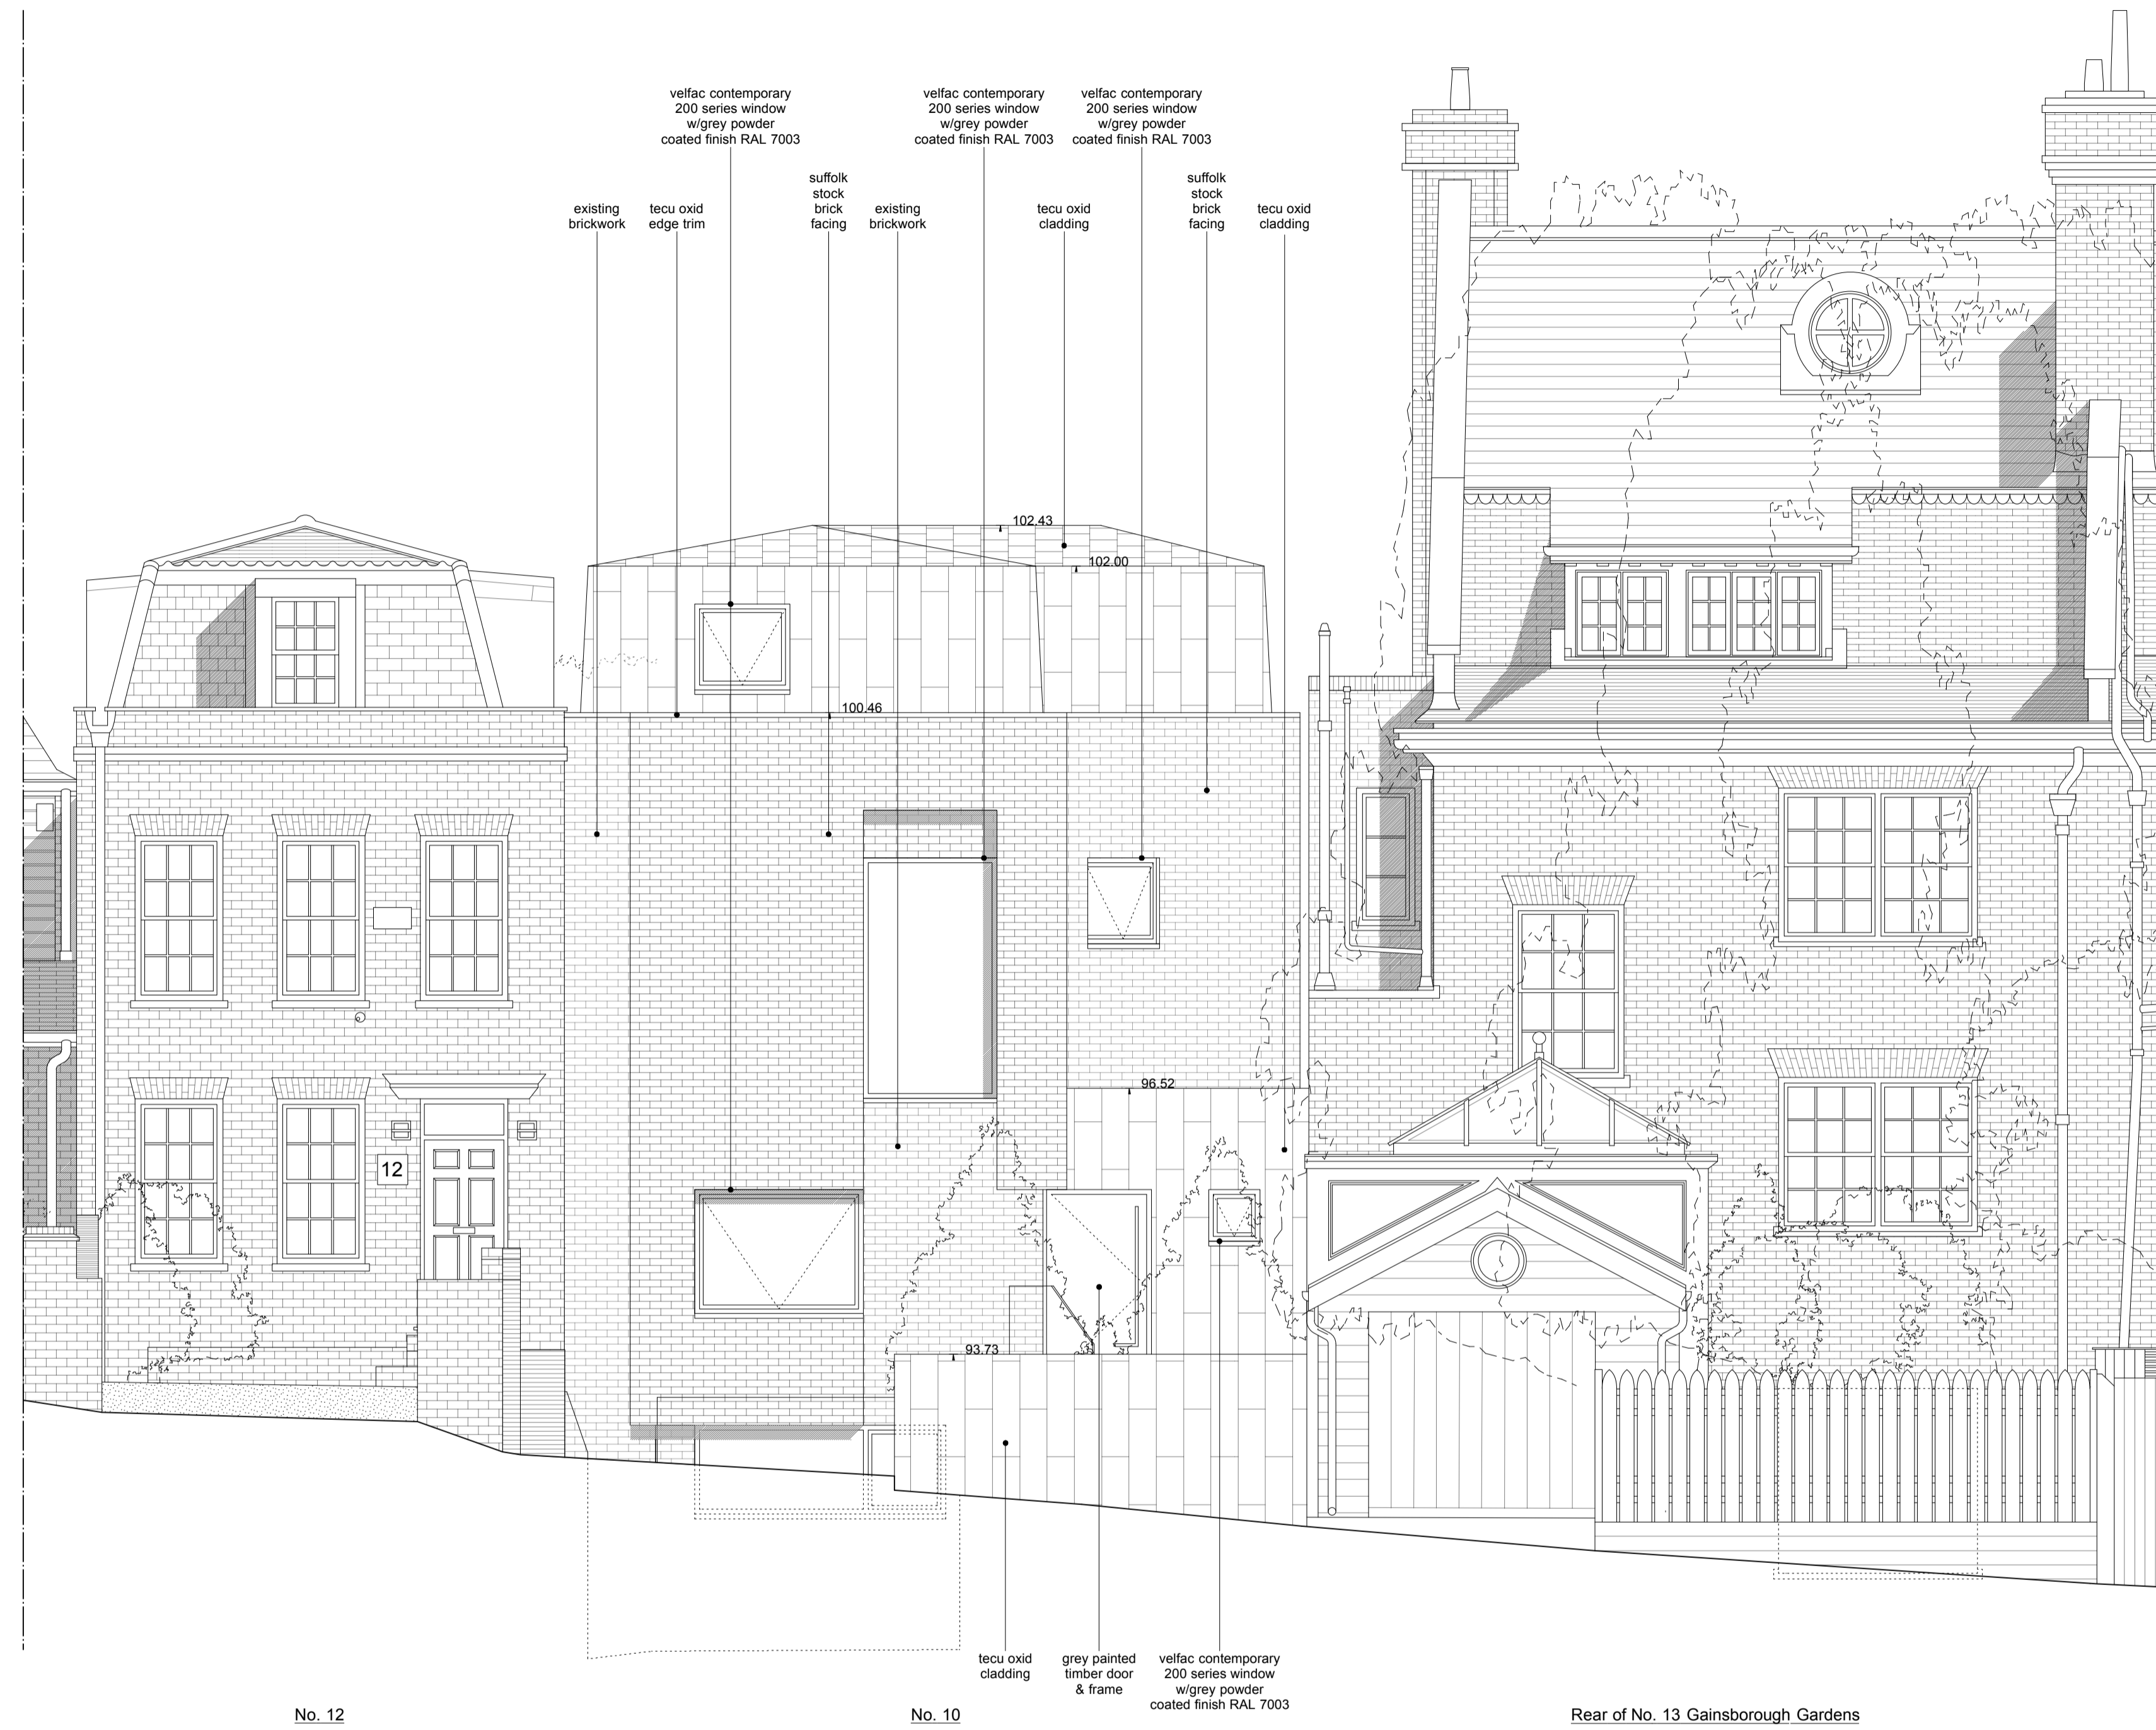 velfac contemporary
200 series window
w/grey powder
coated finish RAL 7003
velfac contemporary
200 series window
w/grey powder
coated finish RAL 7003
velfac contemporary
200 series window
w/grey powder
coated finish RAL 7003
existing
brickwork
tecu oxid
edge trim
suffolk
stock
brick
facing
existing
brickwork
tecu oxid
cladding
suffolk
stock
brick
facing
tecu oxid
cladding
102.43
102.00
100.46
96.52
12
93.73
tecu oxid
cladding
grey painted
timber door
& frame
velfac contemporary
200 series window
w/grey powder
coated finish RAL 7003
No. 12
No. 10
Rear of No. 13 Gainsborough Gardens